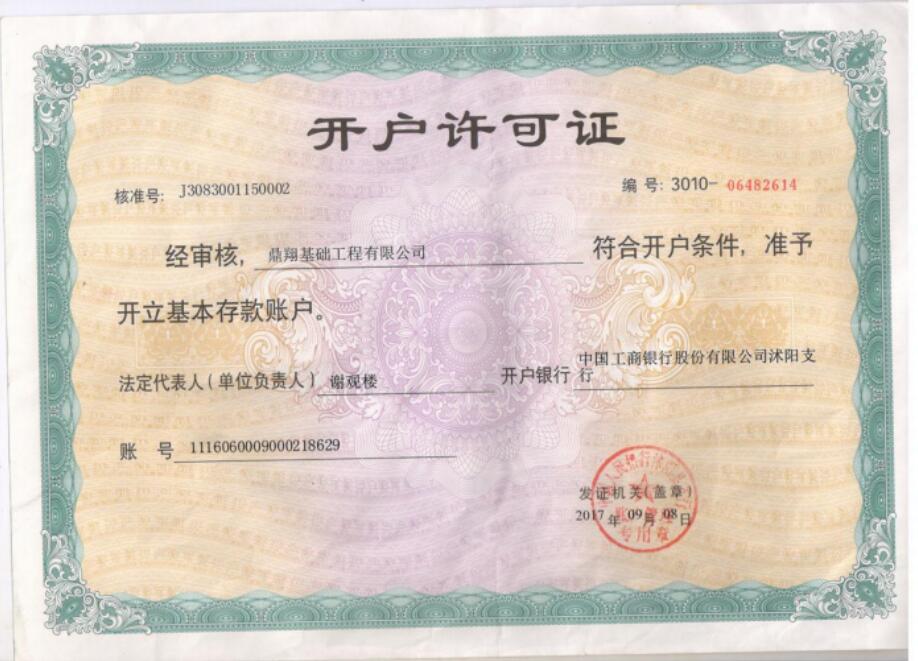 开户许可证
核准号: J3083001150002 编号: 3010- 06482614
经审核, 鼎翔基础工程有限公司 符合开户条件, 准予
开立基本存款账户。
法定代表人(单位负责人) 谢观楼 开户银行 中国工商银行股份有限公司沭阳支行
账 号 1116060009000218629
发证机关(盖章)
2017 年 09 月 08 日
专用章